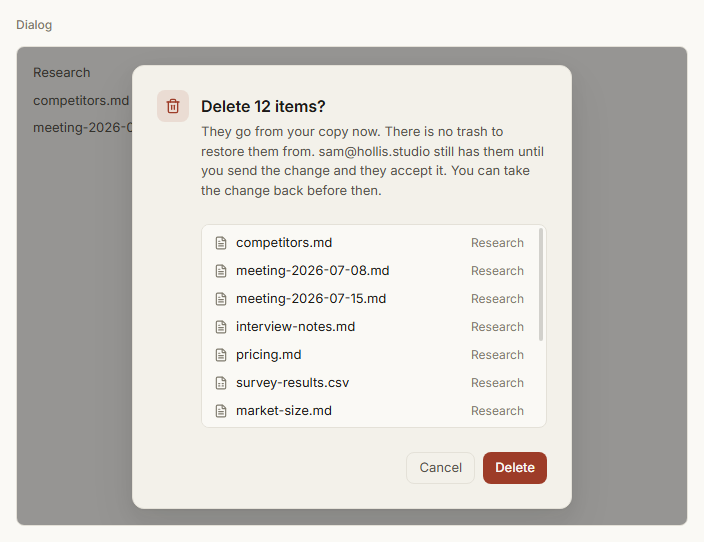 Dialog
Research
competitors.md
meeting-2026-0
Delete 12 items?
They go from your copy now. There is no trash to
restore them from. sam@hollis.studio still has them until
you send the change and they accept it. You can take
the change back before then.
competitors.md Research
meeting-2026-07-08.md Research
meeting-2026-07-15.md Research
interview-notes.md Research
pricing.md Research
survey-results.csv Research
market-size.md Research
Cancel Delete